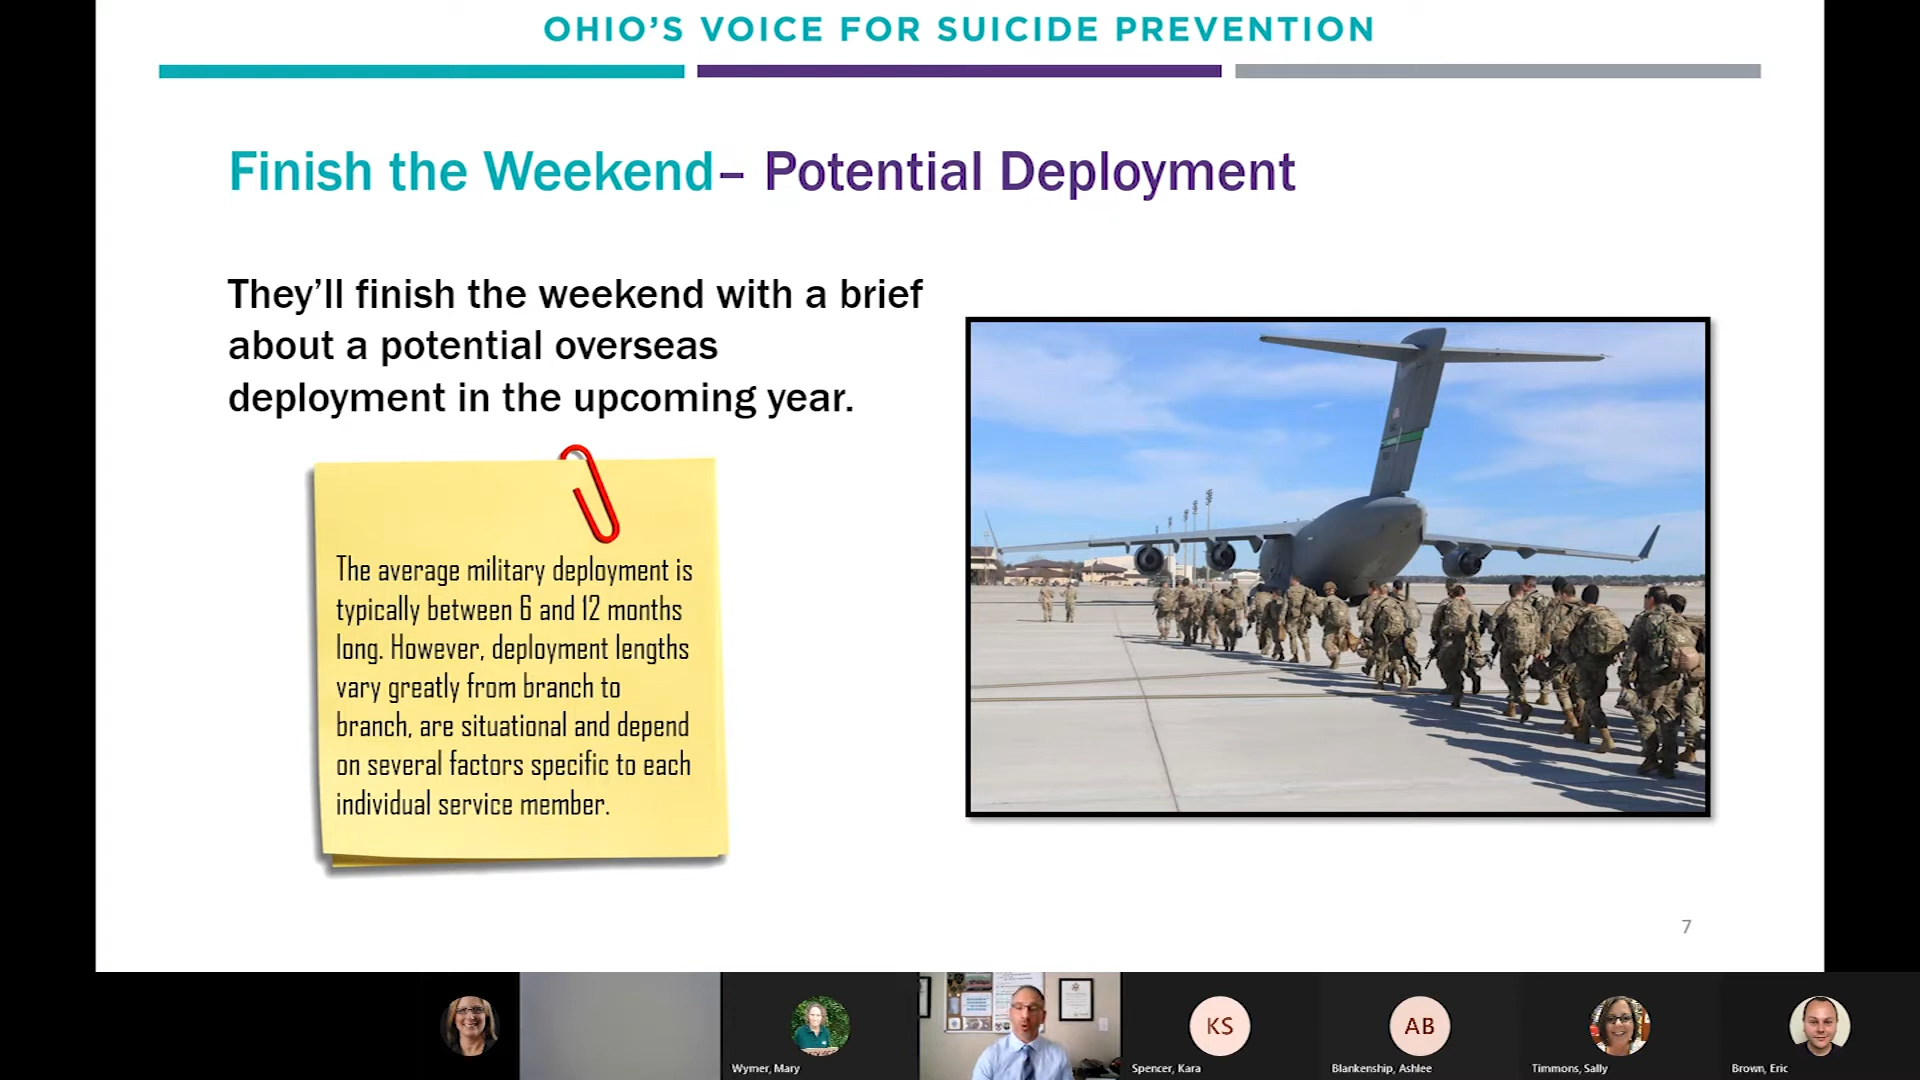 OHIO’S VOICE FOR SUICIDE PREVENTION
Finish the Weekend– Potential Deployment
They’ll finish the weekend with a brief
about a potential overseas
deployment in the upcoming year.
The average military deployment is
typically between 6 and 12 months
long. However, deployment lengths
vary greatly from branch to
branch, are situational and depend
on several factors specific to each
individual service member.
7
KS
AB
Wymer, Mary
Spencer, Kara
Blankenship, Ashlee
Timmons, Sally
Brown, Eric